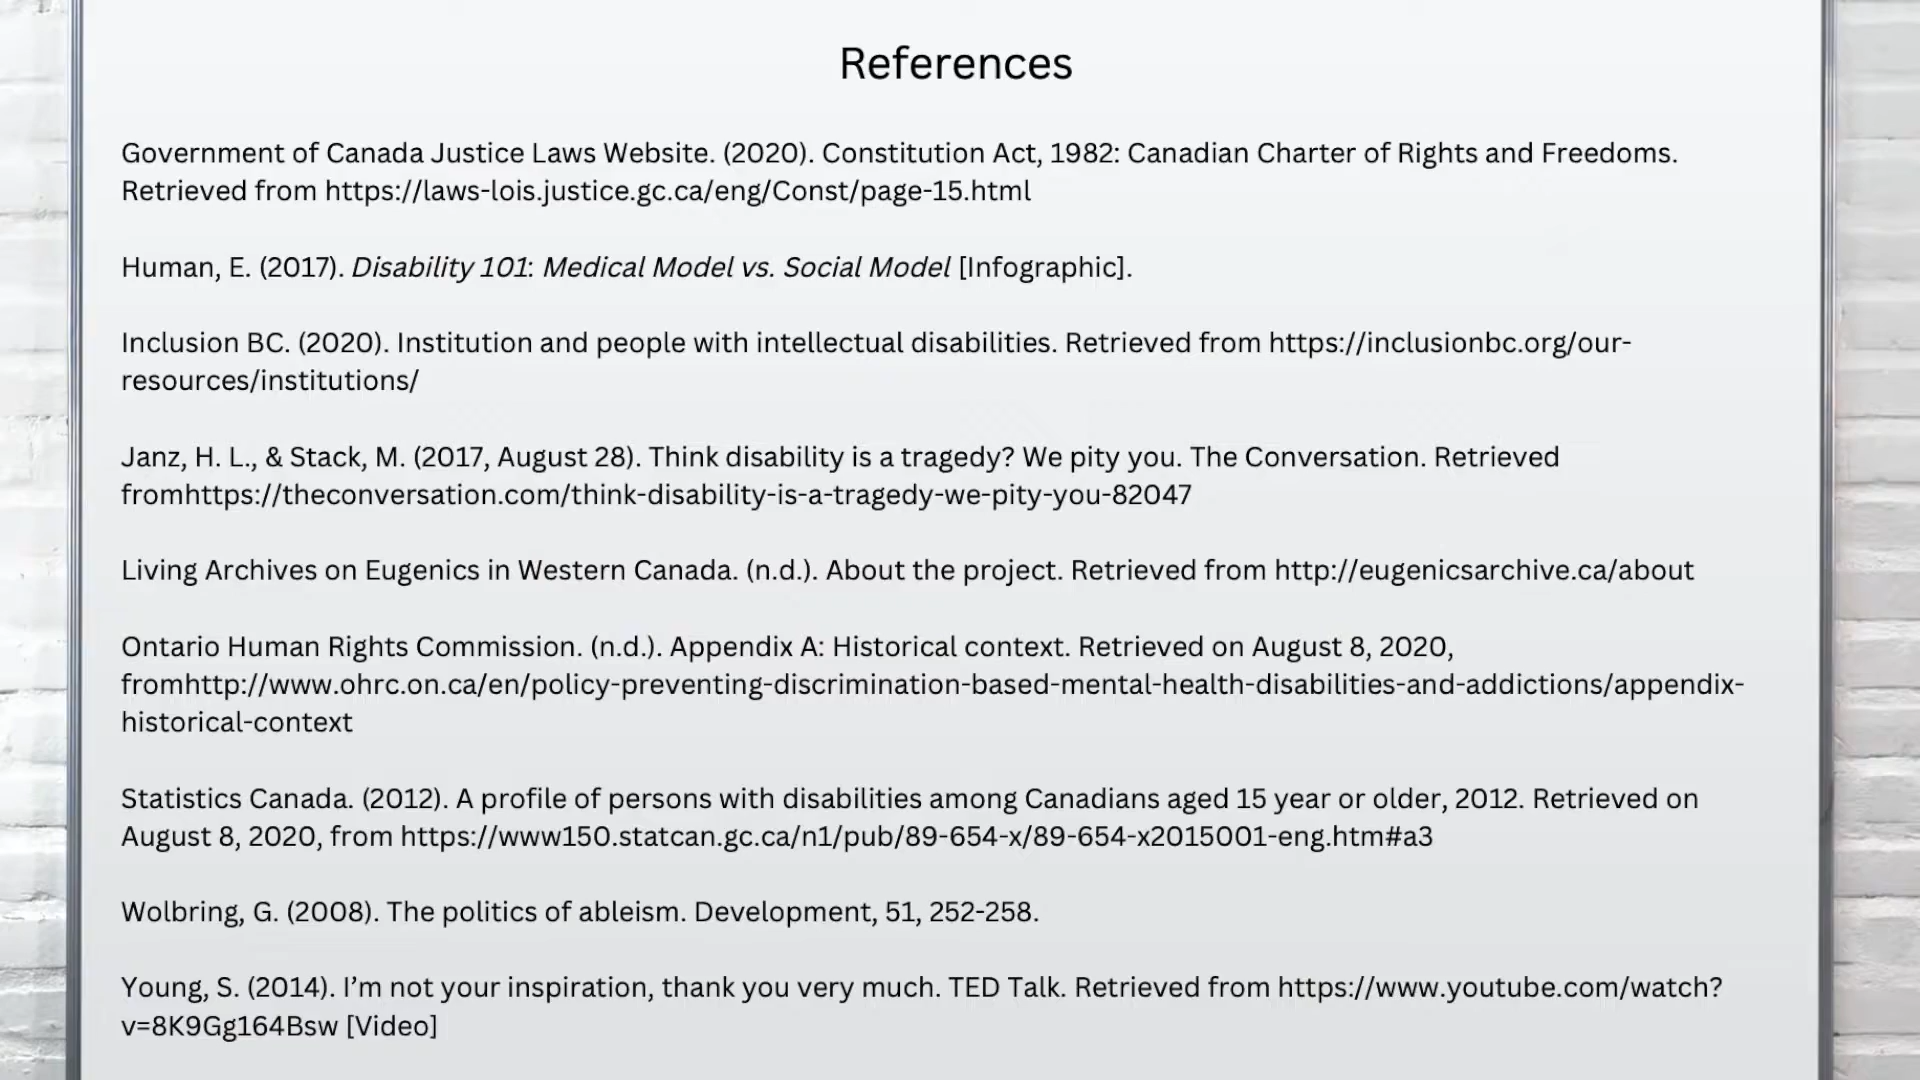 References
Government of Canada Justice Laws Website. (2020). Constitution Act, 1982: Canadian Charter of Rights and Freedoms.
Retrieved from https://laws-lois.justice.gc.ca/eng/Const/page-15.html
Human, E. (2017). Disability 101: Medical Model vs. Social Model [Infographic].
Inclusion BC. (2020). Institution and people with intellectual disabilities. Retrieved from https://inclusionbc.org/our-
resources/institutions/
Janz, H. L., & Stack, M. (2017, August 28). Think disability is a tragedy? We pity you. The Conversation. Retrieved
fromhttps://theconversation.com/think-disability-is-a-tragedy-we-pity-you-82047
Living Archives on Eugenics in Western Canada. (n.d.). About the project. Retrieved from http://eugenicsarchive.ca/about
Ontario Human Rights Commission. (n.d.). Appendix A: Historical context. Retrieved on August 8, 2020,
fromhttp://www.ohrc.on.ca/en/policy-preventing-discrimination-based-mental-health-disabilities-and-addictions/appendix-
historical-context
Statistics Canada. (2012). A profile of persons with disabilities among Canadians aged 15 year or older, 2012. Retrieved on
August 8, 2020, from https://www150.statcan.gc.ca/n1/pub/89-654-x/89-654-x2015001-eng.htm#a3
Wolbring, G. (2008). The politics of ableism. Development, 51, 252-258.
Young, S. (2014). I’m not your inspiration, thank you very much. TED Talk. Retrieved from https://www.youtube.com/watch?
v=8K9Gg164Bsw [Video]